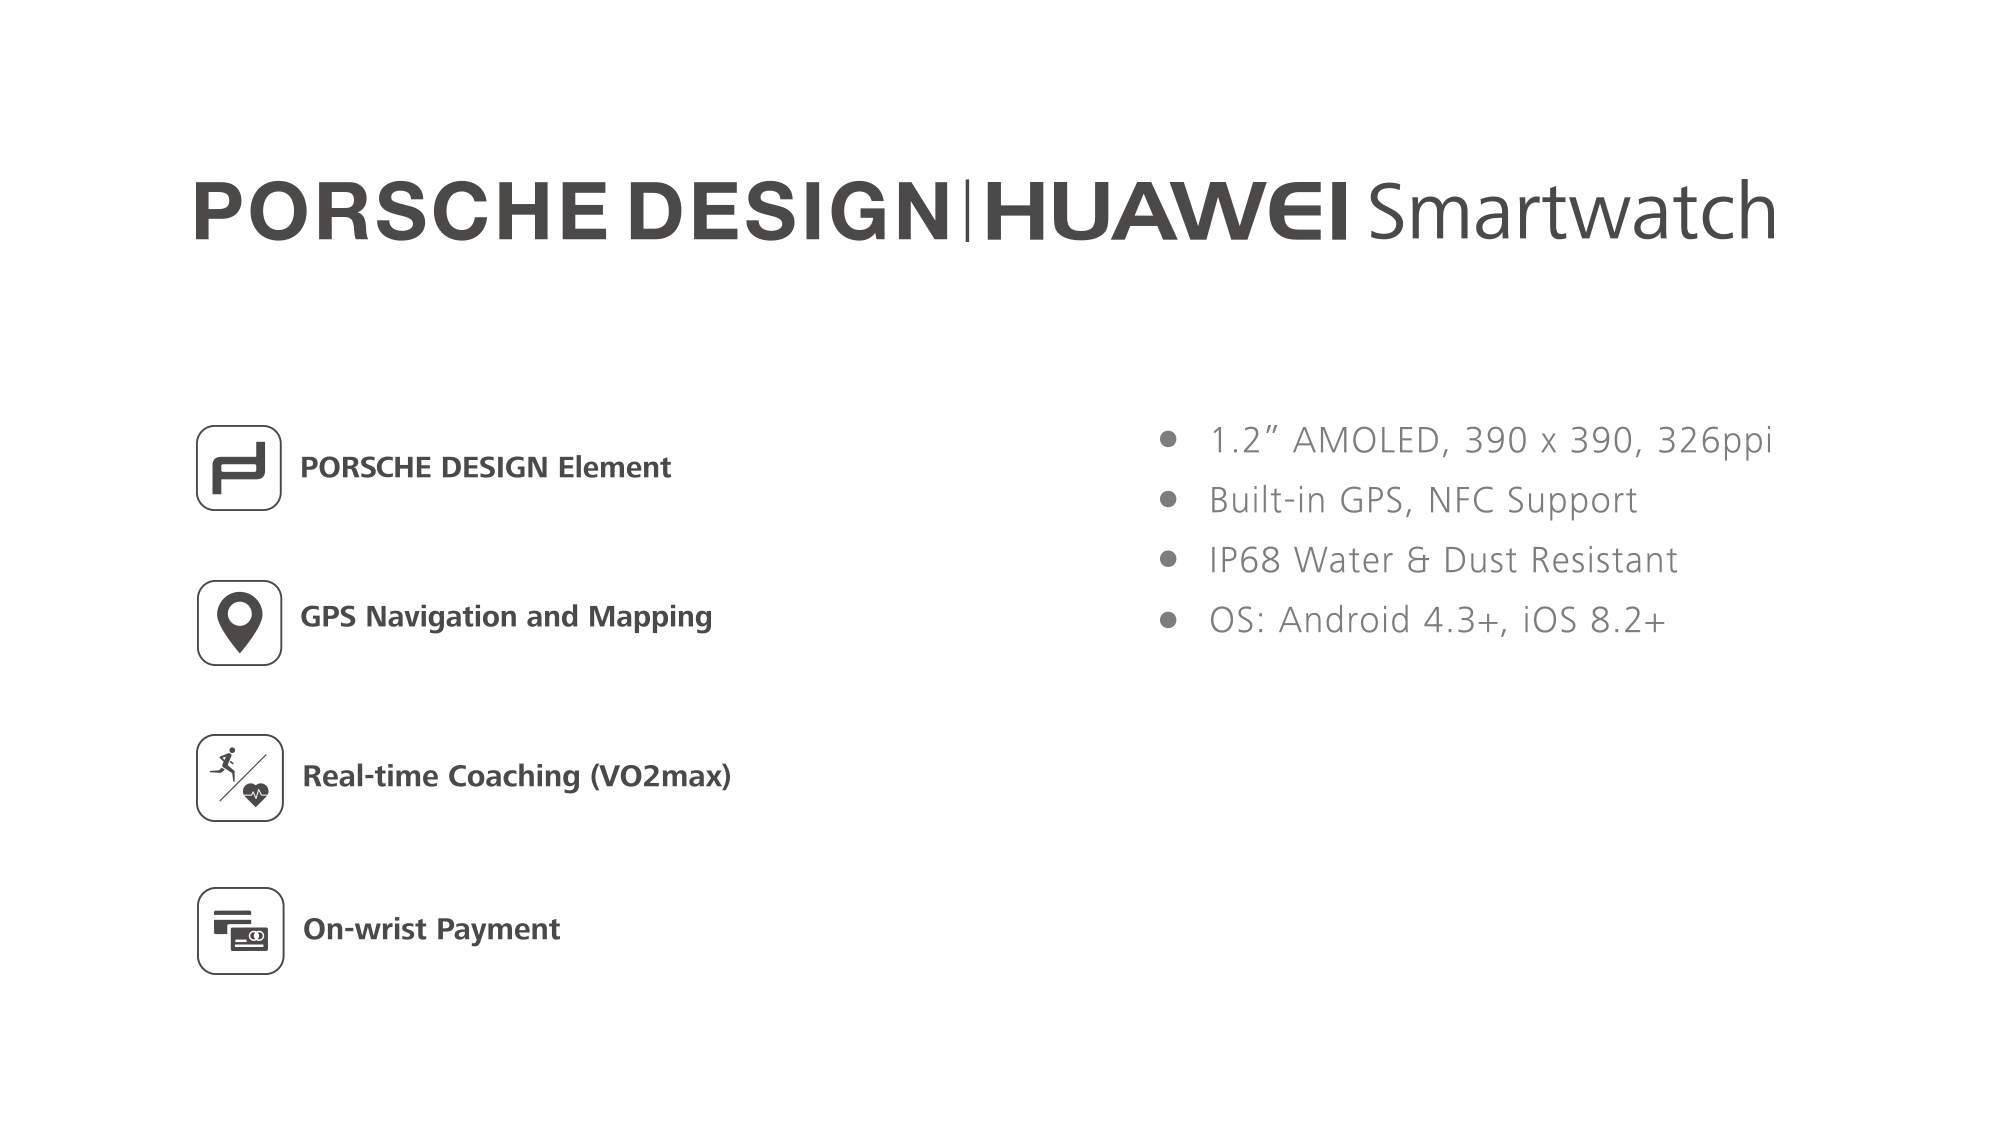 PORSCHE DESIGN | HUAWEI Smartwatch
PORSCHE DESIGN Element
GPS Navigation and Mapping
Real-time Coaching (VO2max)
On-wrist Payment
● 1.2” AMOLED, 390 x 390, 326ppi
● Built-in GPS, NFC Support
● IP68 Water & Dust Resistant
● OS: Android 4.3+, iOS 8.2+